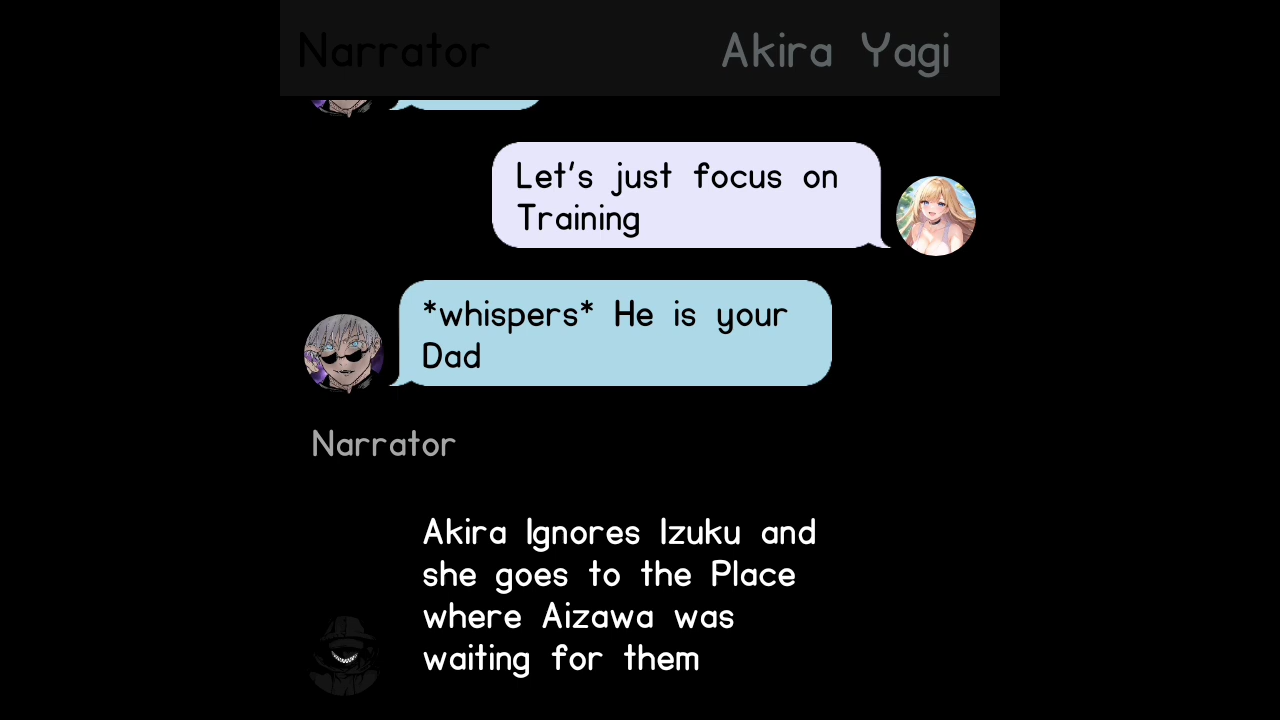 Narrator
Akira Yagi
Let's just focus on
Training
*whispers* He is your
Dad
Narrator
Akira Ignores Izuku and
she goes to the Place
where Aizawa was
waiting for them